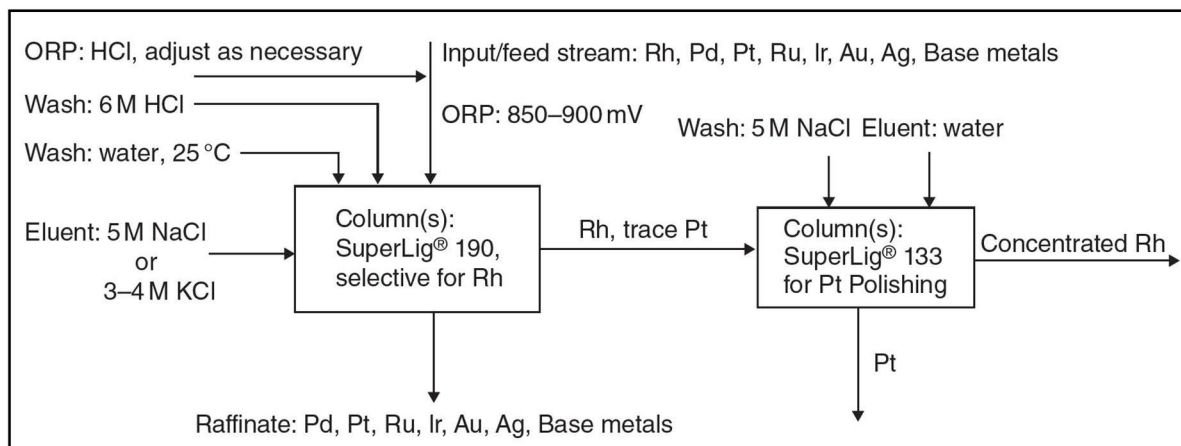 ORP: HCl, adjust as necessary
Input/feed stream: Rh, Pd, Pt, Ru, Ir, Au, Ag, Base metals
Wash: 6 M HCl
ORP: 850–900 mV
Wash: 5 M NaCl Eluent: water
Wash: water, 25 °C
Eluent: 5 M NaCl
or
3–4 M KCl
Column(s):
SuperLig® 190,
selective for Rh
Rh, trace Pt
Column(s):
SuperLig® 133
for Pt Polishing
Concentrated Rh
Pt
Raffinate: Pd, Pt, Ru, Ir, Au, Ag, Base metals